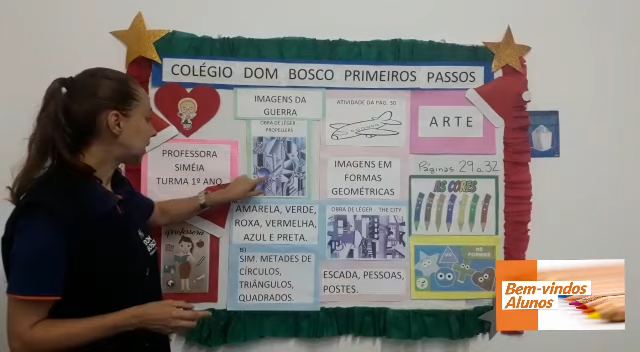 COLÉGIO DOM BOSCO PRIMEIROS PASSOS
IMAGENS DA
GUERRA
OBRA DE LÉGER
PROPELLERS
ATIVIDADE DA PAG. 30
ARTE
PROFESSORA
SIMÉIA
TURMA 1º ANO
IMAGENS EM
FORMAS
GEOMÉTRICAS
Páginas 29 a 32
AS CORES
AMARELA, VERDE,
ROXA, VERMELHA,
AZUL E PRETA.
OBRA DE LÉGER - THE CITY
Professora
B)
SIM. METADES DE
CÍRCULOS,
TRIÂNGULOS,
QUADRADOS.
ESCADA, PESSOAS,
POSTES.
AS FORMAS
Bem-vindos
Alunos